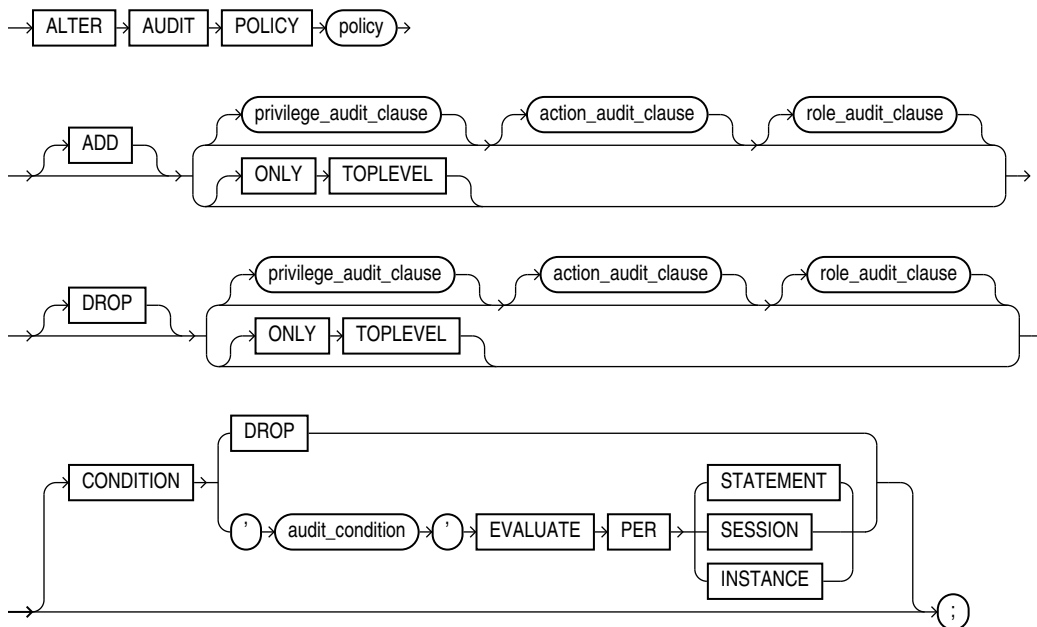 ALTER AUDIT POLICY policy
privilege_audit_clause action_audit_clause role_audit_clause
ADD
ONLY TOPLEVEL
privilege_audit_clause action_audit_clause role_audit_clause
DROP
ONLY TOPLEVEL
DROP
CONDITION STATEMENT
' audit_condition ' EVALUATE PER SESSION
INSTANCE
;